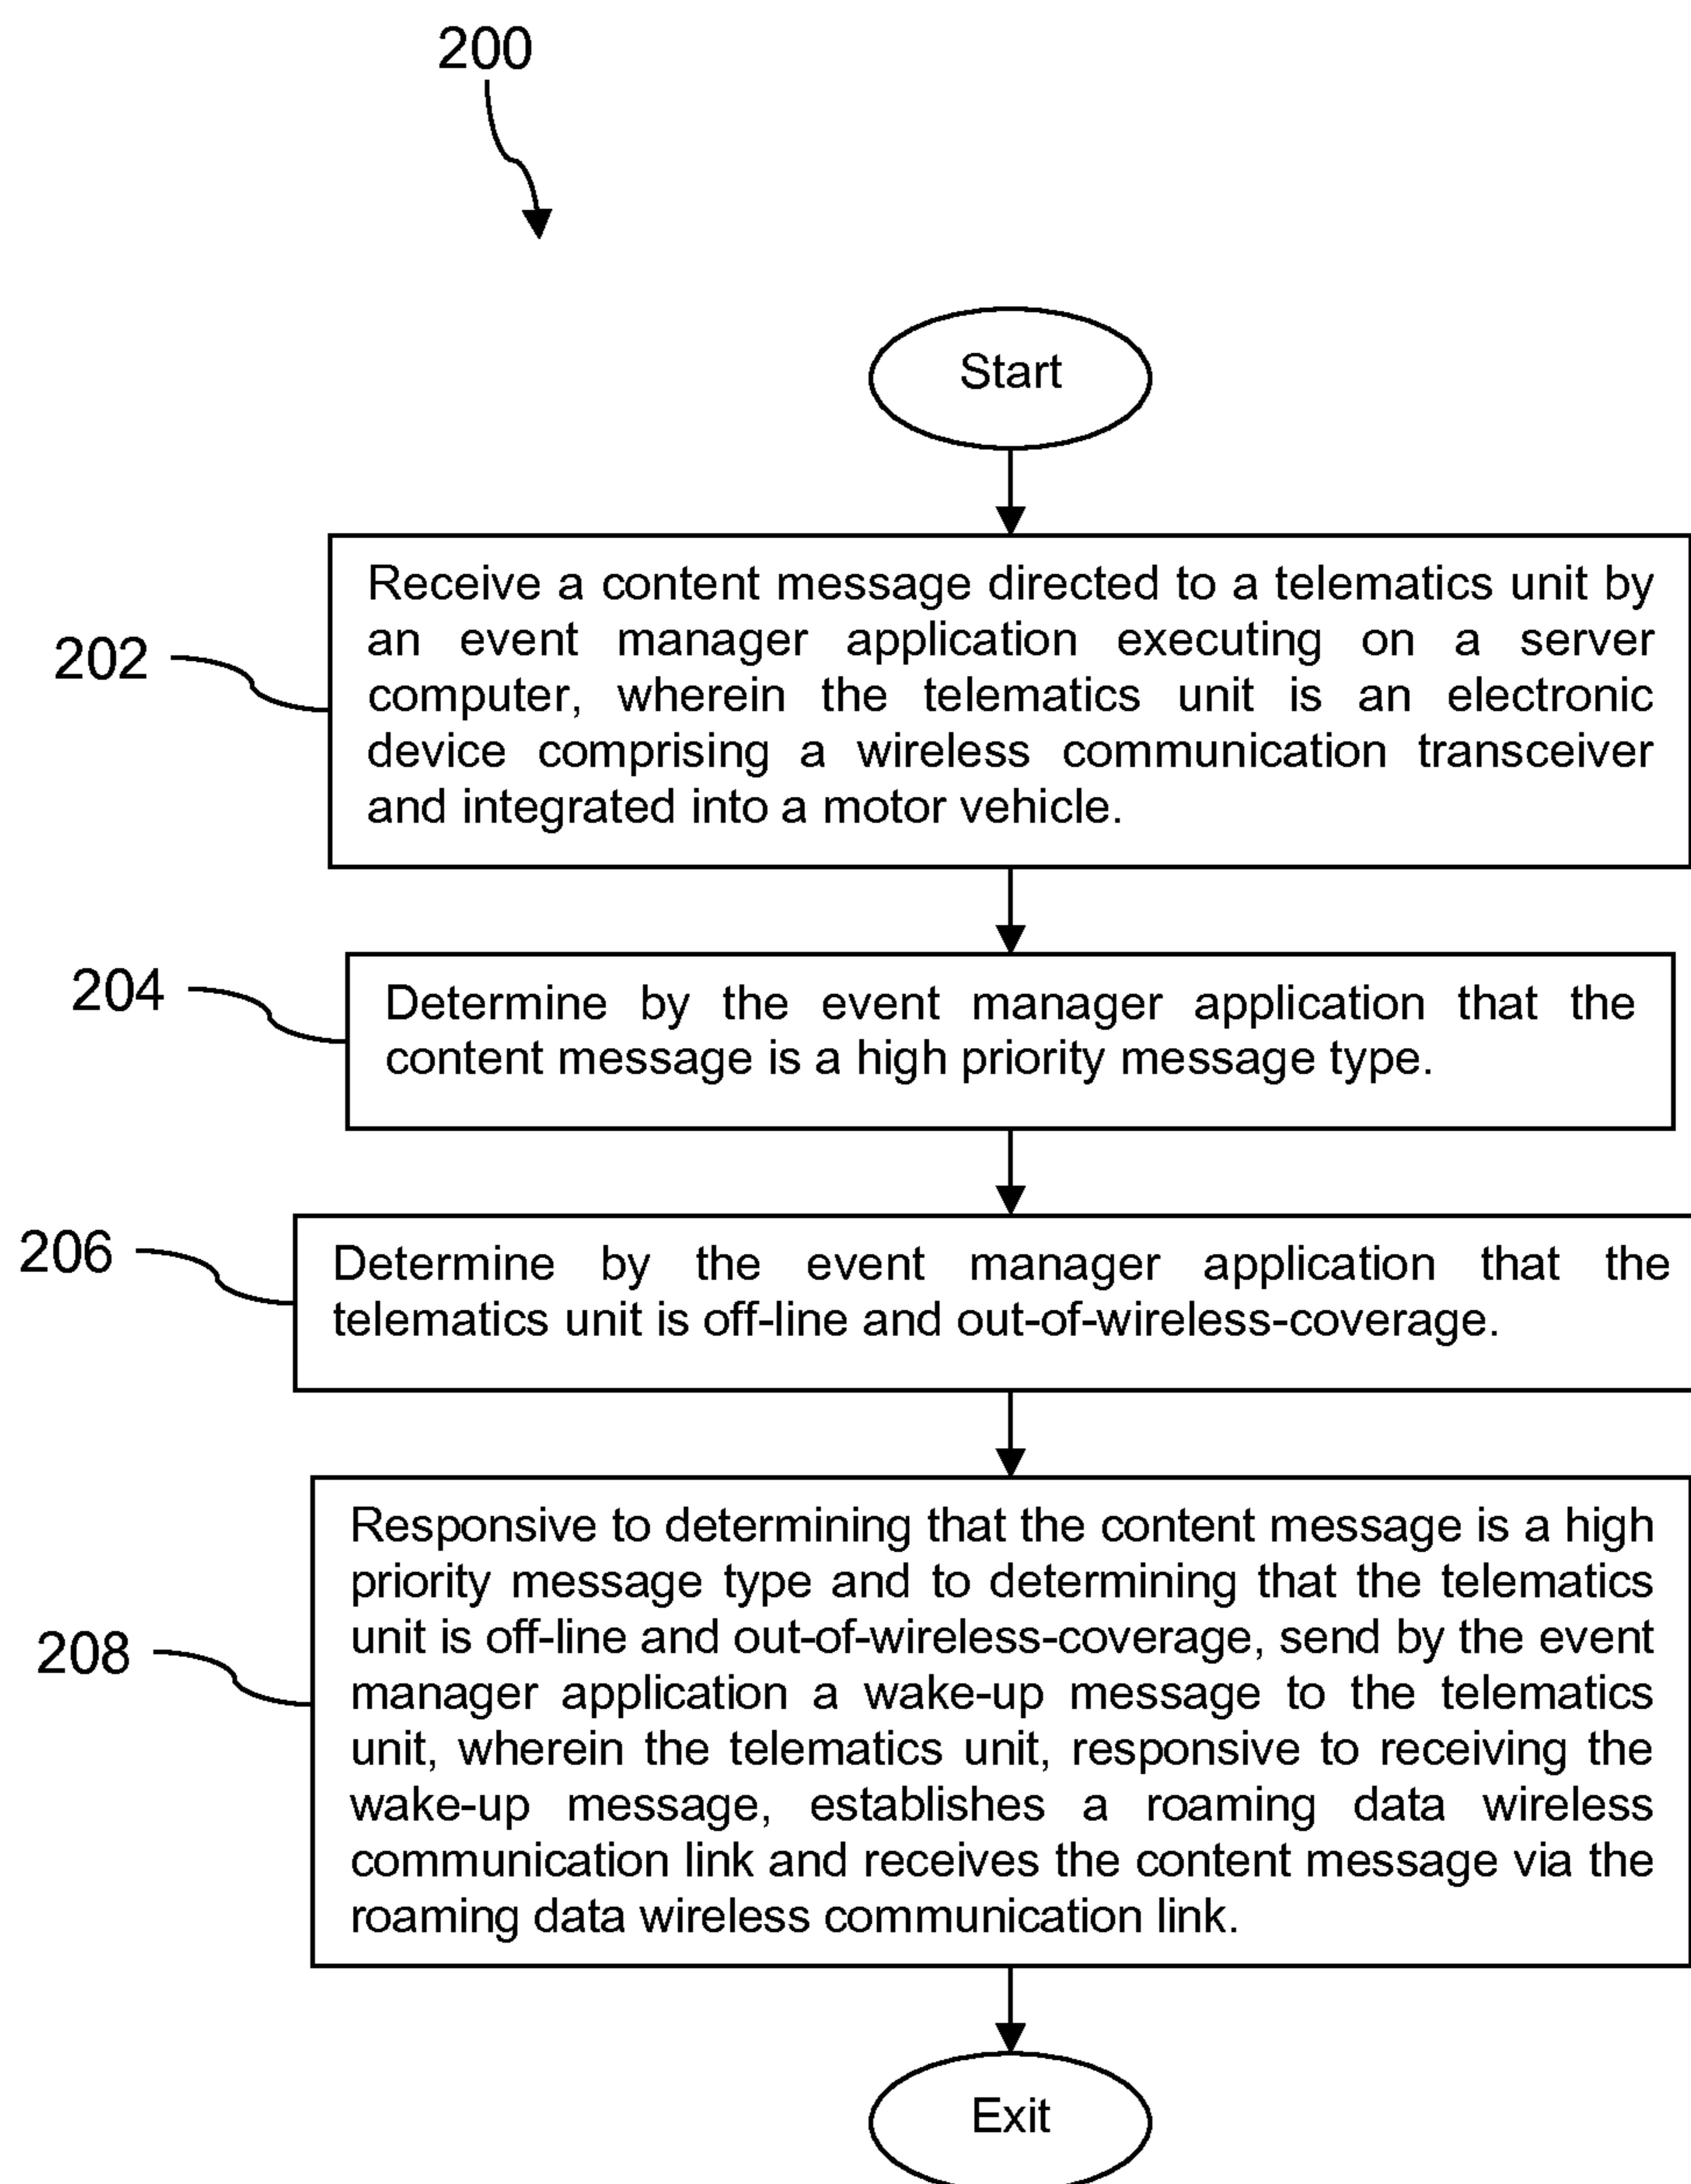 200
Start
202
Receive a content message directed to a telematics unit by
an event manager application executing on a server
computer, wherein the telematics unit is an electronic
device comprising a wireless communication transceiver
and integrated into a motor vehicle.
204
Determine by the event manager application that the
content message is a high priority message type.
206
Determine by the event manager application that the
telematics unit is off-line and out-of-wireless-coverage.
208
Responsive to determining that the content message is a high
priority message type and to determining that the telematics
unit is off-line and out-of-wireless-coverage, send by the event
manager application a wake-up message to the telematics
unit, wherein the telematics unit, responsive to receiving the
wake-up message, establishes a roaming data wireless
communication link and receives the content message via the
roaming data wireless communication link.
Exit